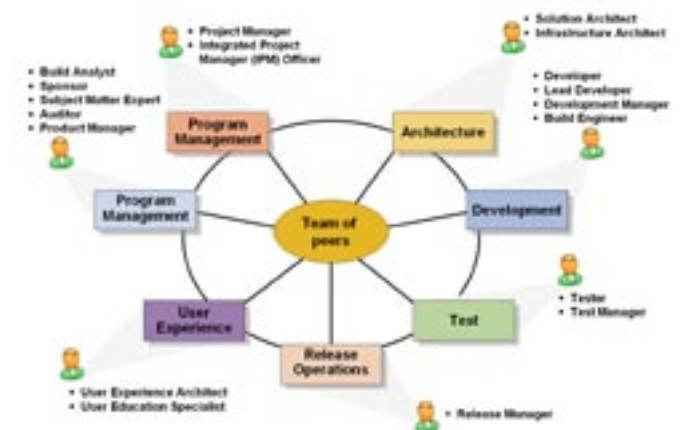 • Project Manager
• Integrated Project
Manager (IPM) Officer
• Solution Architect
• Infrastructure Architect
• Build Analyst
• Sponsor
• Subject Matter Expert
• Auditor
• Product Manager
• Developer
• Lead Developer
• Development Manager
• Build Engineer
Program
Management
Architecture
Program
Management
Team of
peers
Development
User
Experience
Release
Operations
Test
• Tester
• Test Manager
• User Experience Architect
• User Education Specialist
• Release Manager